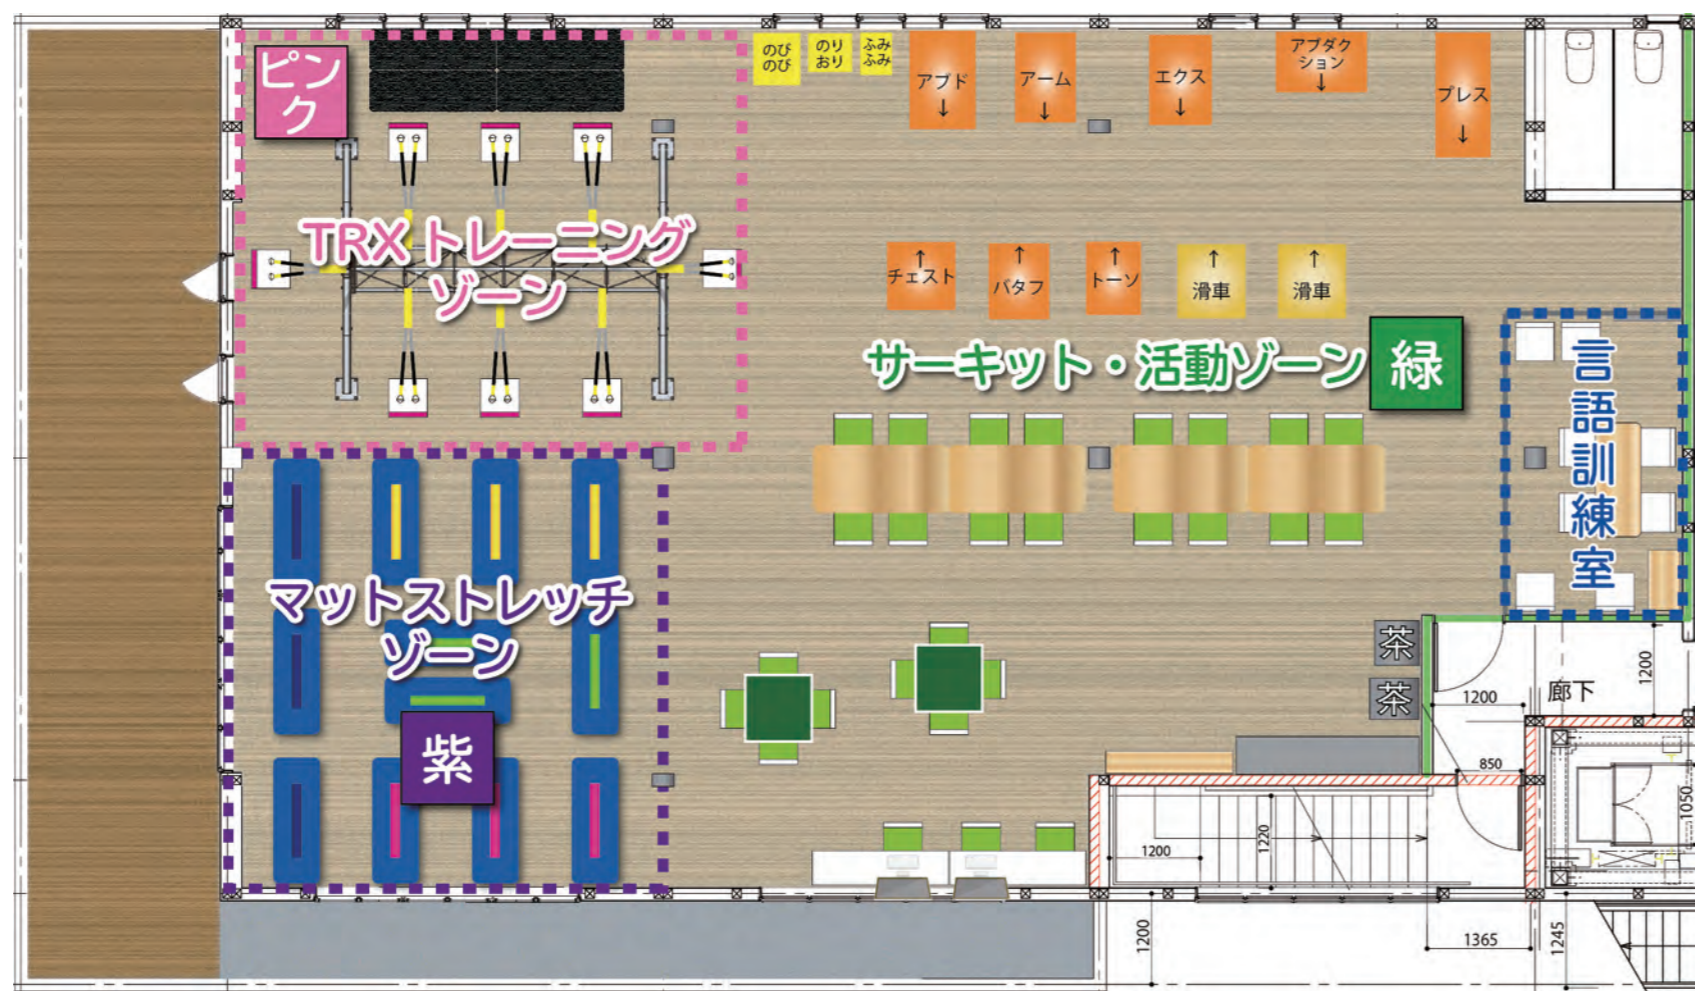 ピン
ク
のび
のび
のり
おり
ふみ
ふみ
アブド
↓
アーム
↓
エクス
↓
アブダク
ション
↓
プレス
↓
TRXトレーニング
ゾーン
↑
チェスト
↑
バタフ
↑
トーソ
↑
滑車
↑
滑車
サーキット・活動ゾーン
緑
言語訓練室
マットストレッチ
ゾーン
紫
茶
茶
廊下
1200
1200
850
1050
1200
1220
1200
1365
1245